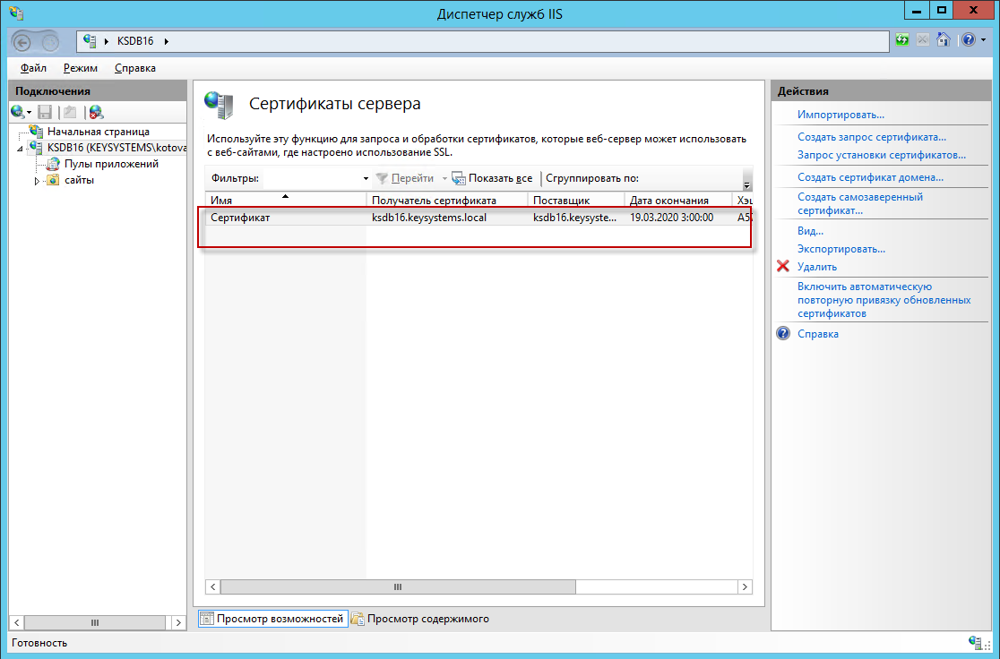 Диспетчер служб IIS
KSDB16
Файл Режим Справка
Подключения
Начальная страница
KSDB16 (KEYSYSTEMS\kotova
Пулы приложений
сайты
Сертификаты сервера
Используйте эту функцию для запроса и обработки сертификатов, которые веб-сервер может использовать
с веб-сайтами, где настроено использование SSL.
Фильтры: Перейти Показать все Сгруппировать по:
Имя Получатель сертификата Поставщик Дата окончания Хэш
Сертификат ksdb16.keysystems.local ksdb16.keysyste... 19.03.2020 3:00:00 A5
Просмотр возможностей Просмотр содержимого
Действия
Импортировать...
Создать запрос сертификата...
Запрос установки сертификатов...
Создать сертификат домена...
Создать самозаверенный
сертификат...
Вид...
Экспортировать...
Удалить
Включить автоматическую
повторную привязку обновленных
сертификатов
Справка
Готовность